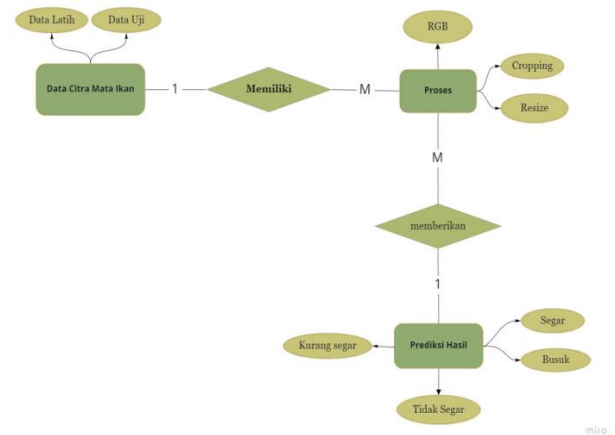 Data Latih
Data Uji
RGB
Cropping
Data Citra Mata Ikan
1
Memiliki
M
Proses
Resize
M
memberikan
1
Segar
Kurang segar
Prediksi Hasil
Busuk
Tidak Segar
miro